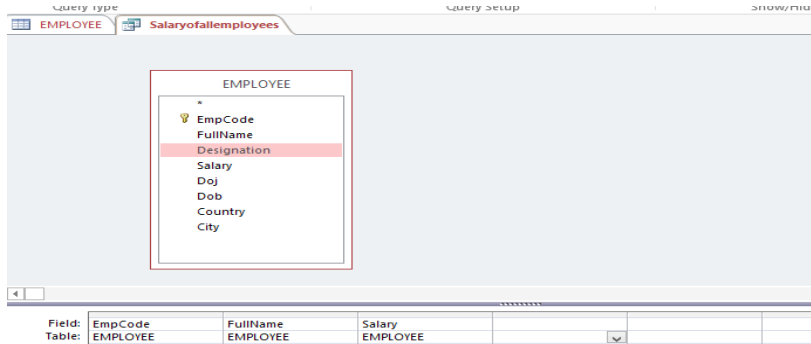 Query Type Query Setup Show/Hid
EMPLOYEE Salaryofallemployees
EMPLOYEE
*
EmpCode
FullName
Designation
Salary
Doj
Dob
Country
City
Field: EmpCode FullName Salary
Table: EMPLOYEE EMPLOYEE EMPLOYEE